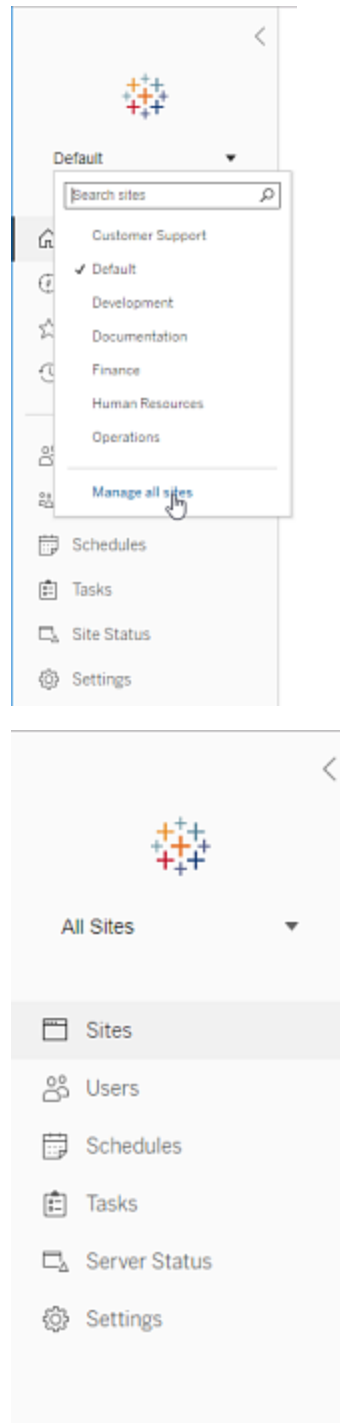 Default
Search sites
Customer Support
Default
Development
Documentation
Finance
Human Resources
Operations
Manage all sites
Schedules
Tasks
Site Status
Settings
All Sites
Sites
Users
Schedules
Tasks
Server Status
Settings